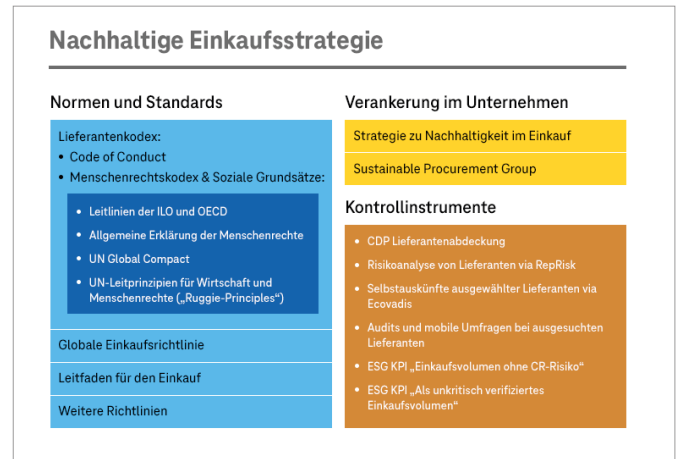 Nachhaltige Einkaufsstrategie
Normen und Standards
Lieferantenkodex:
• Code of Conduct
• Menschenrechtskodex & Soziale Grundsätze:
• Leitlinien der ILO und OECD
• Allgemeine Erklärung der Menschenrechte
• UN Global Compact
• UN-Leitprinzipien für Wirtschaft und
Menschenrechte („Ruggie-Principles“)
Globale Einkaufsrichtlinie
Leitfaden für den Einkauf
Weitere Richtlinien
Verankerung im Unternehmen
Strategie zu Nachhaltigkeit im Einkauf
Sustainable Procurement Group
Kontrollinstrumente
• CDP Lieferantenabdeckung
• Risikoanalyse von Lieferanten via RepRisk
• Selbstauskünfte ausgewählter Lieferanten via
Ecovadis
• Audits und mobile Umfragen bei ausgesuchten
Lieferanten
• ESG KPI „Einkaufsvolumen ohne CR-Risiko“
• ESG KPI „Als unkritisch verifiziertes
Einkaufsvolumen“